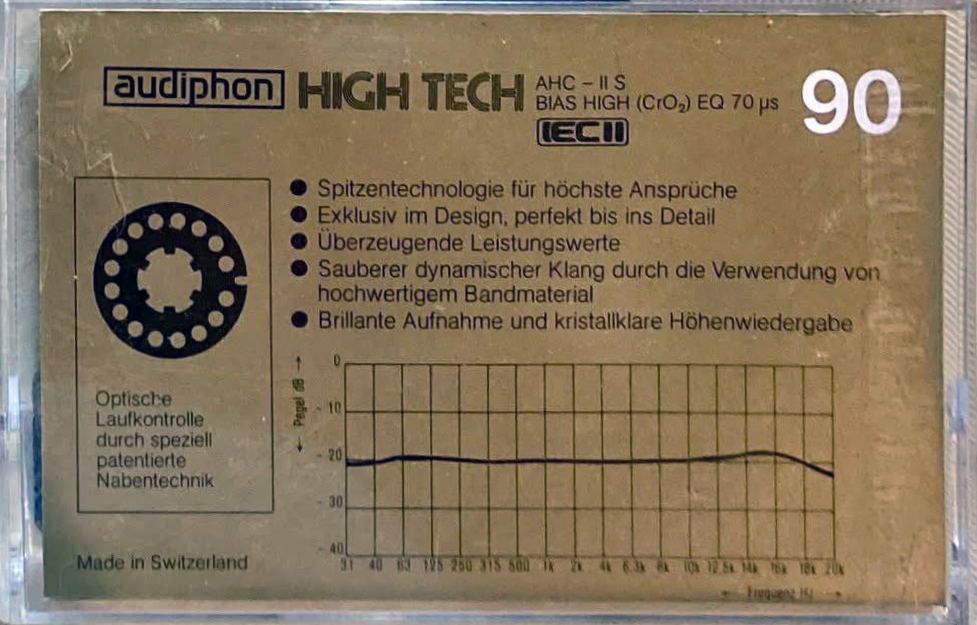 audiphon HIGH TECH AHC – II S
BIAS HIGH (CrO₂) EQ 70 µs
IEC II
90
● Spitzentechnologie für höchste Ansprüche
● Exklusiv im Design, perfekt bis ins Detail
● Überzeugende Leistungswerte
● Sauberer dynamischer Klang durch die Verwendung von
hochwertigem Bandmaterial
● Brillante Aufnahme und kristallklare Höhenwiedergabe
Optische
Laufkontrolle
durch speziell
patentierte
Nabentechnik
Made in Switzerland
← Pegel dB →
0
- 10
- 20
- 30
- 40
31 40 63 125 250 315 500 1k 2k 4k 6.3k 8k 10k 12.5k 14k 16k 18k 20k
← Frequenz Hz →